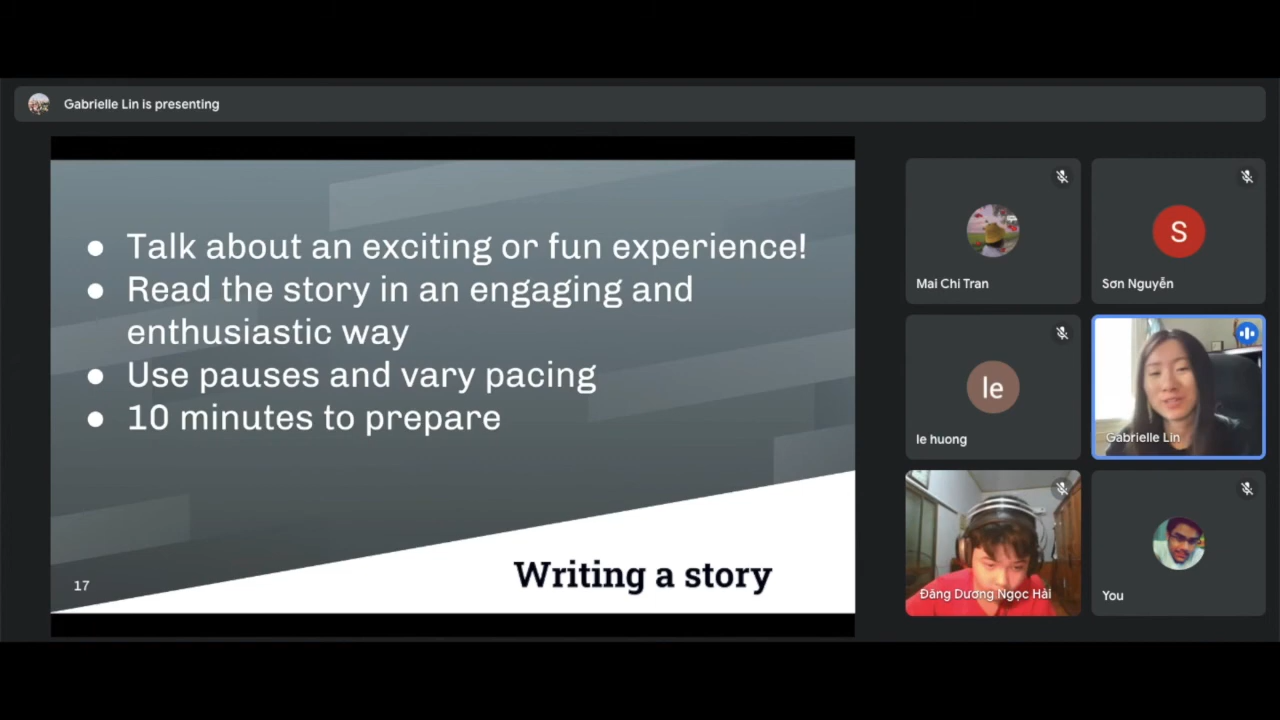 Gabrielle Lin is presenting
● Talk about an exciting or fun experience!
● Read the story in an engaging and
enthusiastic way
● Use pauses and vary pacing
● 10 minutes to prepare
Writing a story
17
Mai Chi Tran
S
Sơn Nguyễn
le
le huong
Gabrielle Lin
Đăng Dương Ngọc Hải
You